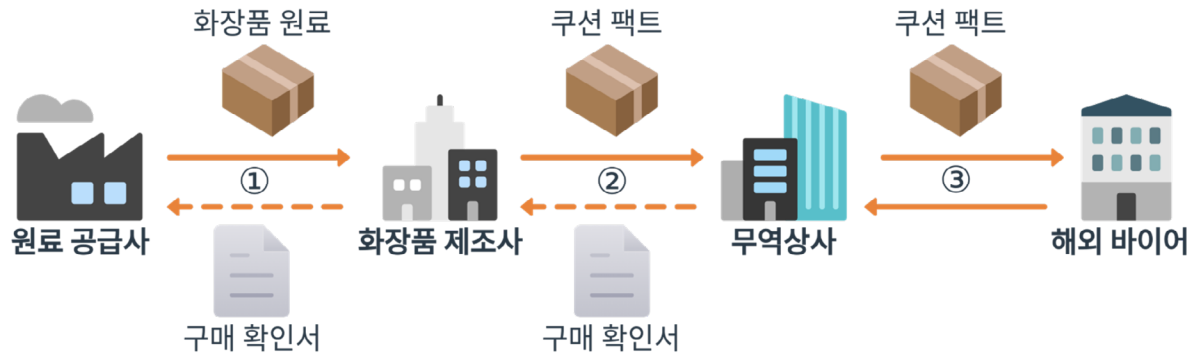 화장품 원료
쿠션 팩트
쿠션 팩트
①
②
③
원료 공급사
화장품 제조사
무역상사
해외 바이어
구매 확인서
구매 확인서